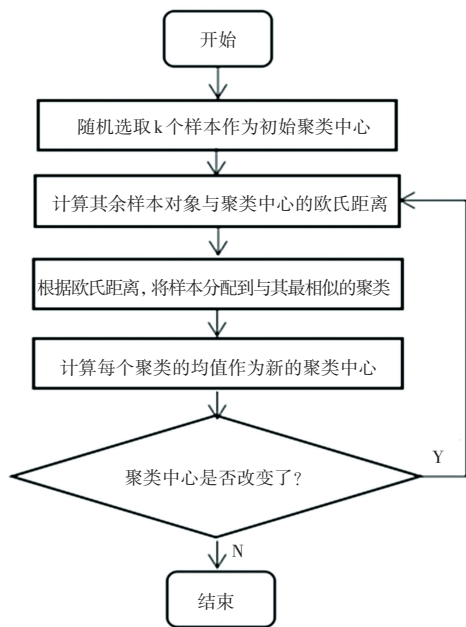 开始
随机选取k个样本作为初始聚类中心
计算其余样本对象与聚类中心的欧氏距离
根据欧氏距离，将样本分配到与其最相似的聚类
计算每个聚类的均值作为新的聚类中心
聚类中心是否改变了?
Y
N
结束